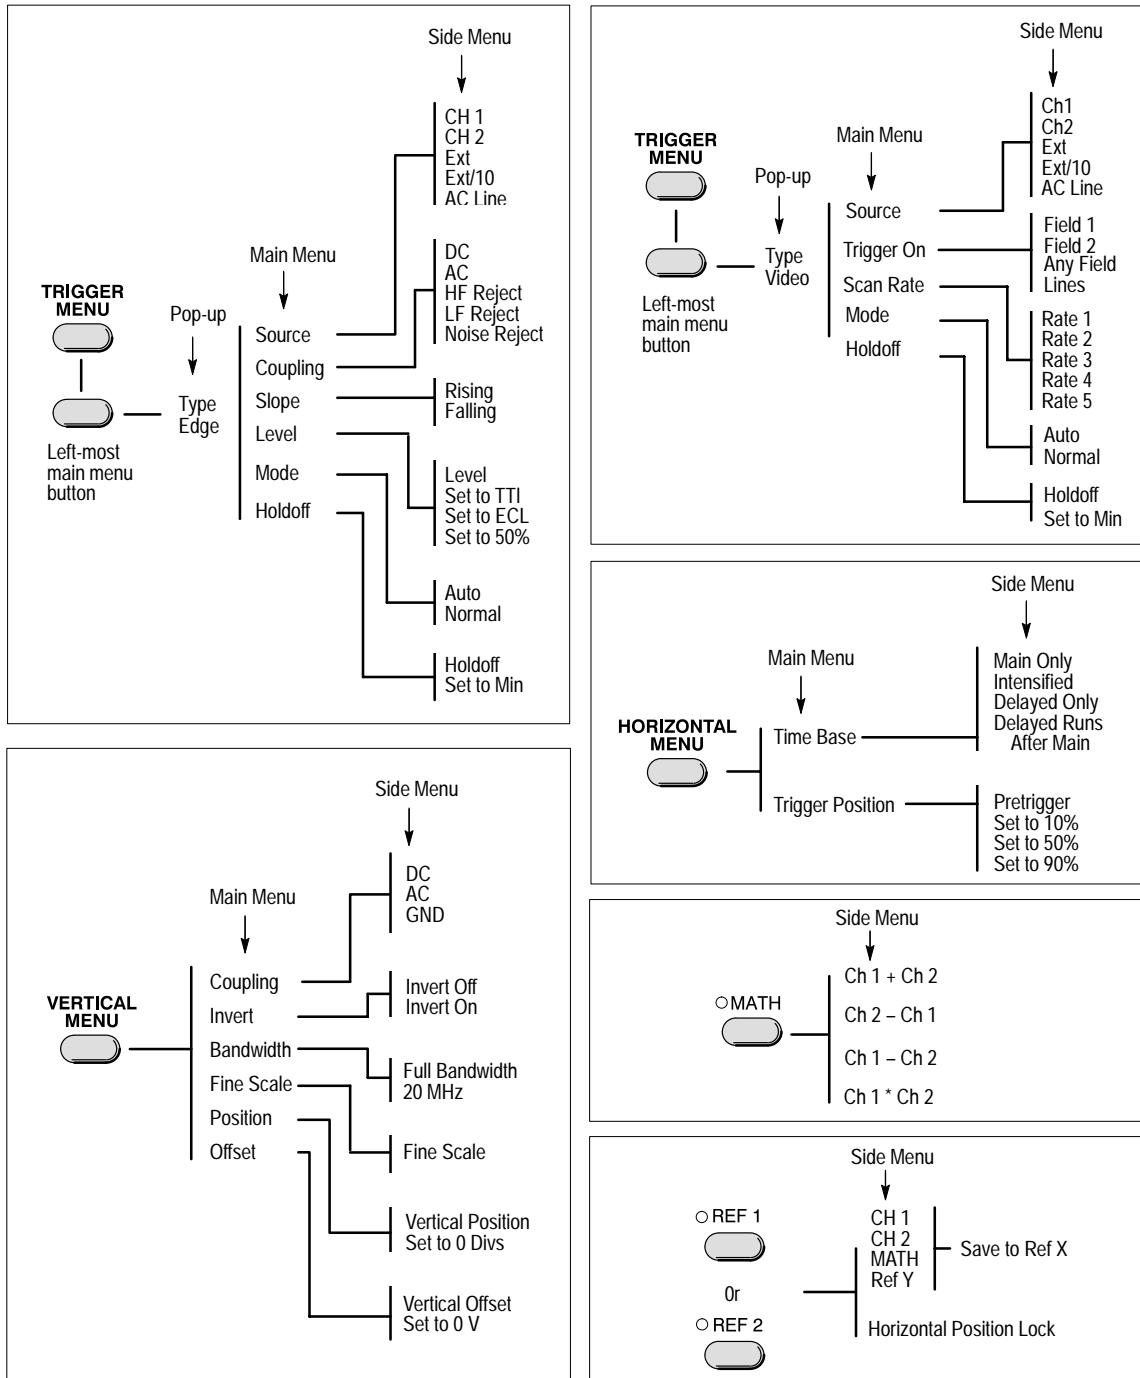 Side Menu
CH 1
CH 2
Ext
Ext/10
AC Line
Main Menu
DC
AC
HF Reject
LF Reject
Noise Reject
TRIGGER
MENU
Pop-up
Source
Coupling
Slope
Level
Mode
Holdoff
Type
Edge
Rising
Falling
Left-most
main menu
button
Level
Set to TTl
Set to ECL
Set to 50%
Auto
Normal
Holdoff
Set to Min
Side Menu
Ch1
Ch2
Ext
Ext/10
AC Line
TRIGGER
MENU
Main Menu
Pop-up
Source
Trigger On
Scan Rate
Mode
Holdoff
Type
Video
Field 1
Field 2
Any Field
Lines
Left-most
main menu
button
Rate 1
Rate 2
Rate 3
Rate 4
Rate 5
Auto
Normal
Holdoff
Set to Min
Side Menu
Main Menu
Main Only
Intensified
Delayed Only
Delayed Runs
After Main
HORIZONTAL
MENU
Time Base
Trigger Position
Pretrigger
Set to 10%
Set to 50%
Set to 90%
Side Menu
Main Menu
DC
AC
GND
VERTICAL
MENU
Coupling
Invert
Bandwidth
Fine Scale
Position
Offset
Invert Off
Invert On
Full Bandwidth
20 MHz
Fine Scale
Vertical Position
Set to 0 Divs
Vertical Offset
Set to 0 V
Side Menu
MATH
Ch 1 + Ch 2
Ch 2 – Ch 1
Ch 1 – Ch 2
Ch 1 * Ch 2
Side Menu
REF 1
0r
REF 2
CH 1
CH 2
MATH
Ref Y
Save to Ref X
Horizontal Position Lock